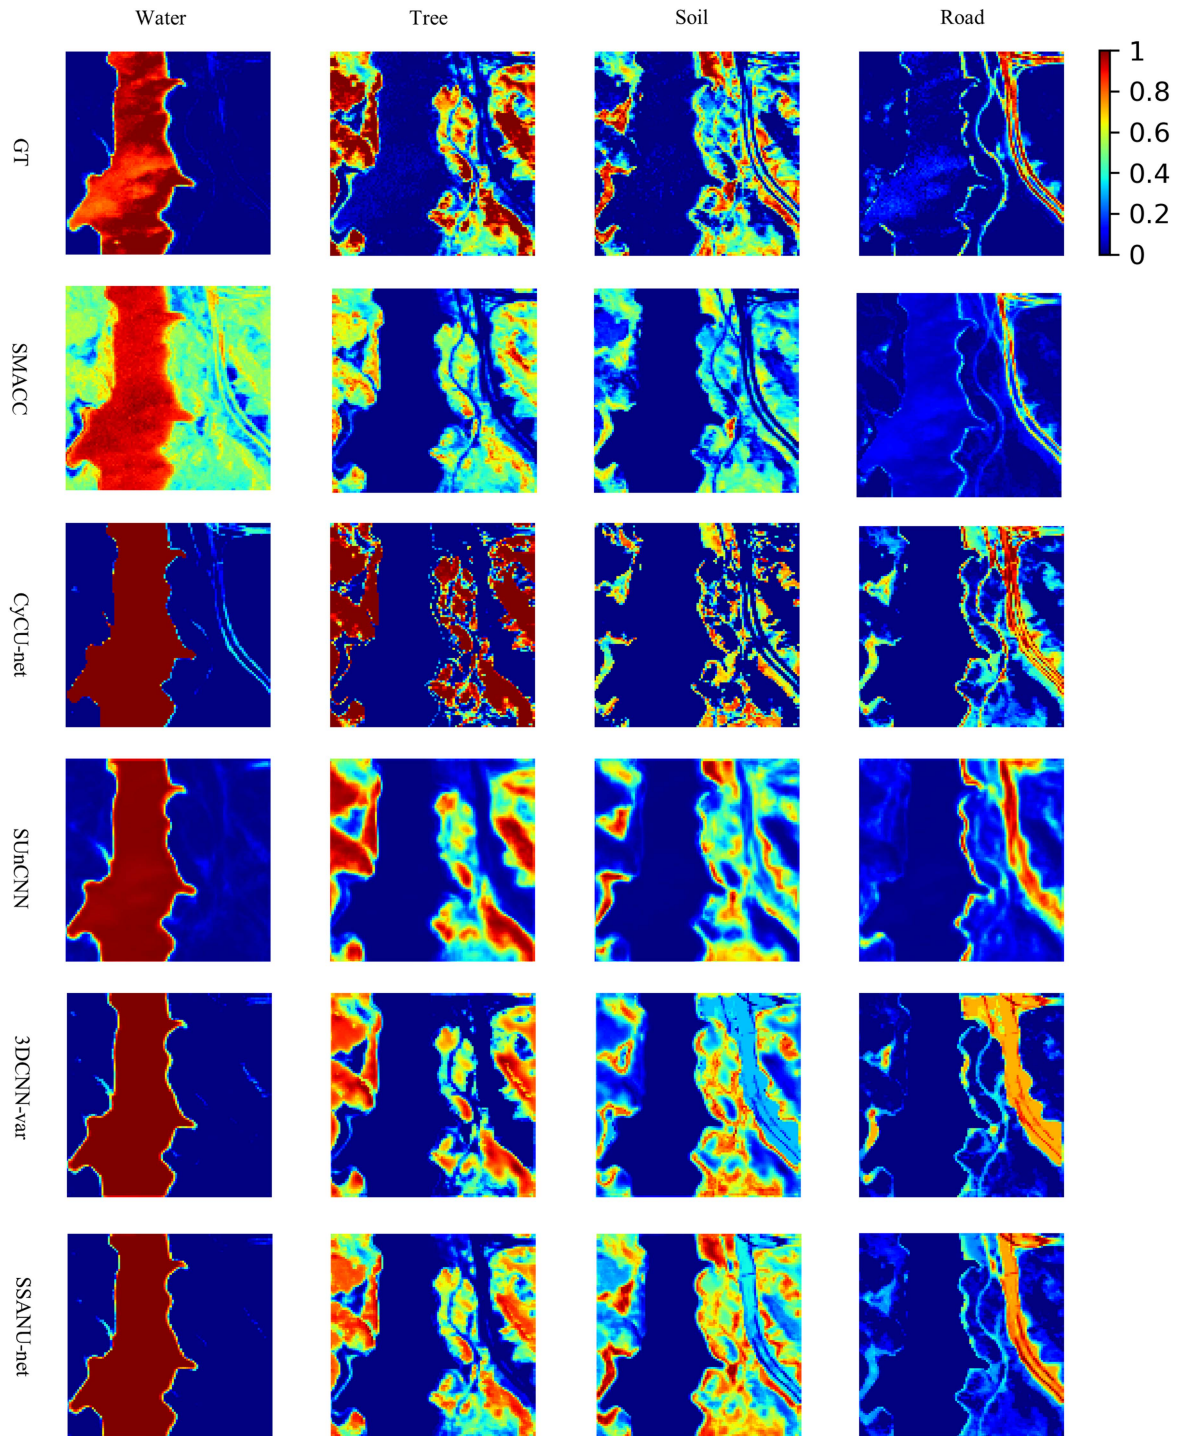 Water Tree Soil Road
GT
1
0.8
0.6
0.4
0.2
0
SMACC
CyCU-net
SUnCNN
3DCNN-var
SSANU-net